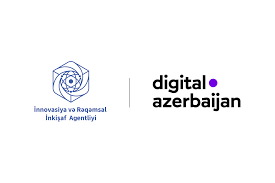 İnnovasiya və Rəqəmsal
İnkişaf Agentliyi
digital
azerbaijan